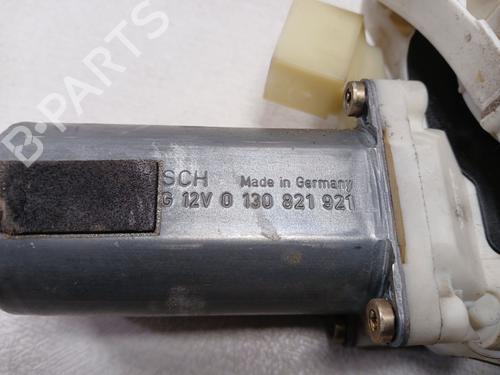 B-PARTS
SCH Made in Germany
G 12V 0 130 821 921